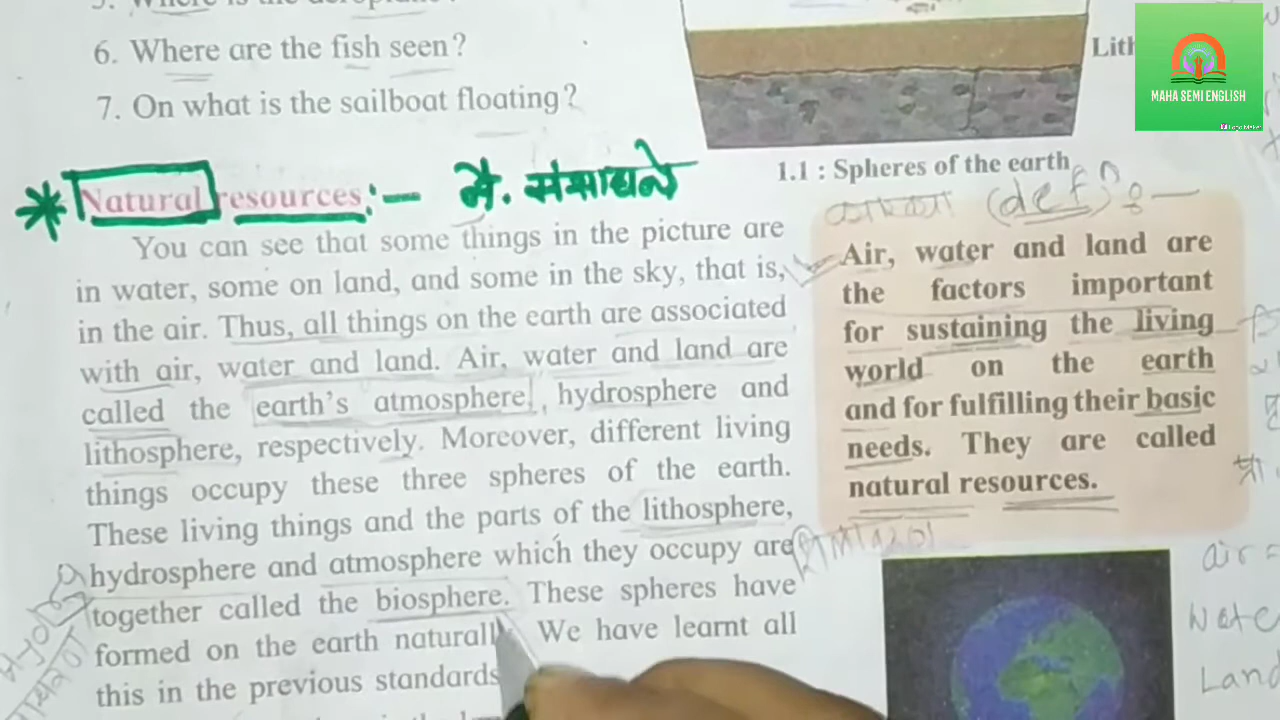 6. Where are the fish seen?
7. On what is the sailboat floating?
Lith
MAHA SEMI ENGLISH
1.1 : Spheres of the earth
Natural resources:- नै. संसाधने
You can see that some things in the picture are
in water, some on land, and some in the sky, that is,
in the air. Thus, all things on the earth are associated
with air, water and land. Air, water and land are
called the earth's atmosphere, hydrosphere and
lithosphere, respectively. Moreover, different living
things occupy these three spheres of the earth.
These living things and the parts of the lithosphere,
hydrosphere and atmosphere which they occupy are
together called the biosphere. These spheres have
formed on the earth naturall We have learnt all
this in the previous standards
(def) :-
Air, water and land are
the factors important
for sustaining the living
world on the earth
and for fulfilling their basic
needs. They are called
natural resources.
air =
Land